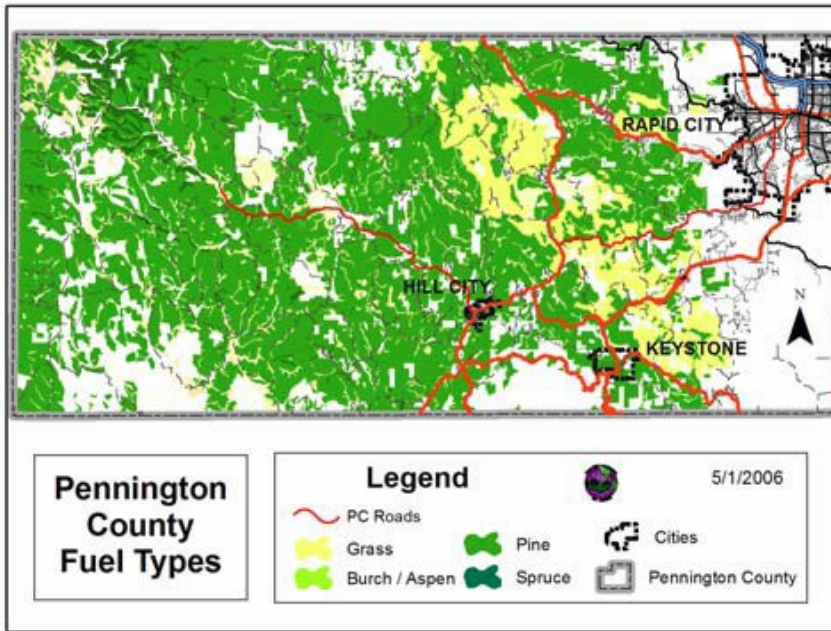 RAPID CITY
HILL CITY
N
KEYSTONE
Pennington
County
Fuel Types
Legend
5/1/2006
PC Roads
Grass
Burch / Aspen
Pine
Spruce
Cities
Pennington County